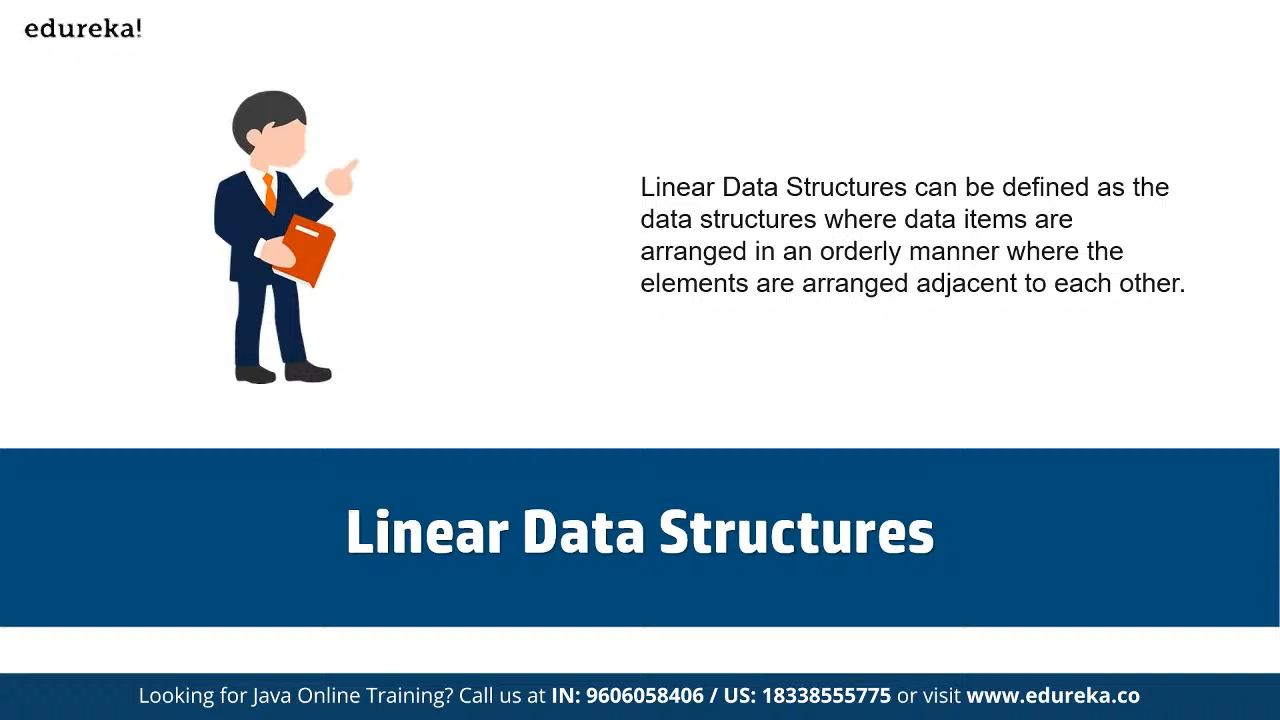 edureka!
Linear Data Structures can be defined as the
data structures where data items are
arranged in an orderly manner where the
elements are arranged adjacent to each other.
Linear Data Structures
Looking for Java Online Training? Call us at IN: 9606058406 / US: 18338555775 or visit www.edureka.co